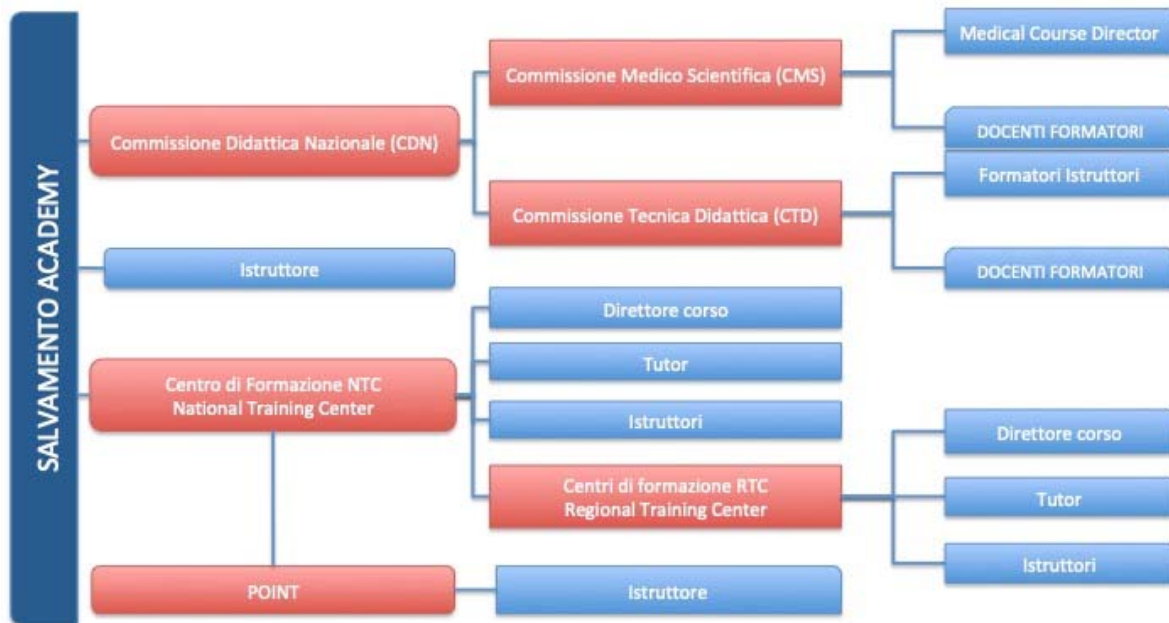 SALVAMENTO ACADEMY
Commissione Didattica Nazionale (CDN)
Commissione Medico Scientifica (CMS)
Medical Course Director
DOCENTI FORMATORI
Commissione Tecnica Didattica (CTD)
Formatori Istruttori
DOCENTI FORMATORI
Istruttore
Centro di Formazione NTC
National Training Center
Direttore corso
Tutor
Istruttori
Centri di formazione RTC
Regional Training Center
Direttore corso
Tutor
Istruttori
POINT
Istruttore